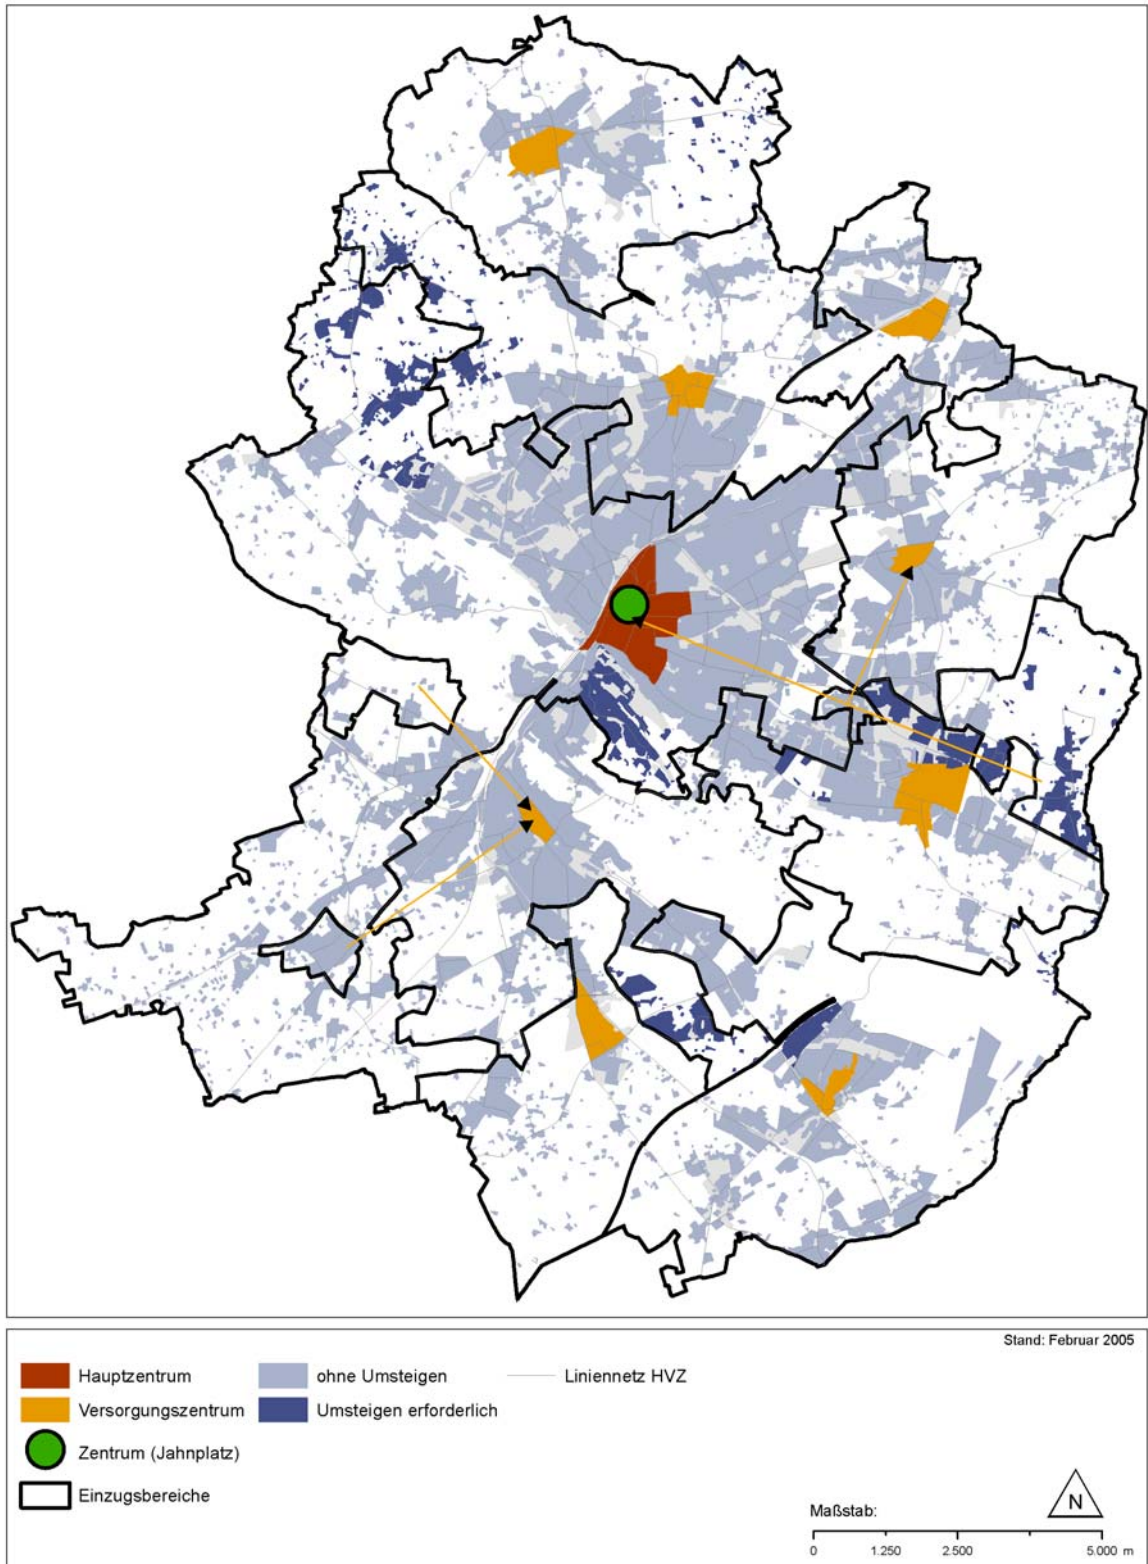 Stand: Februar 2005
Hauptzentrum
ohne Umsteigen
Liniennetz HVZ
Versorgungszentrum
Umsteigen erforderlich
Zentrum (Jahnplatz)
Einzugsbereiche
N
Maßstab:
0 1.250 2.500 5.000 m